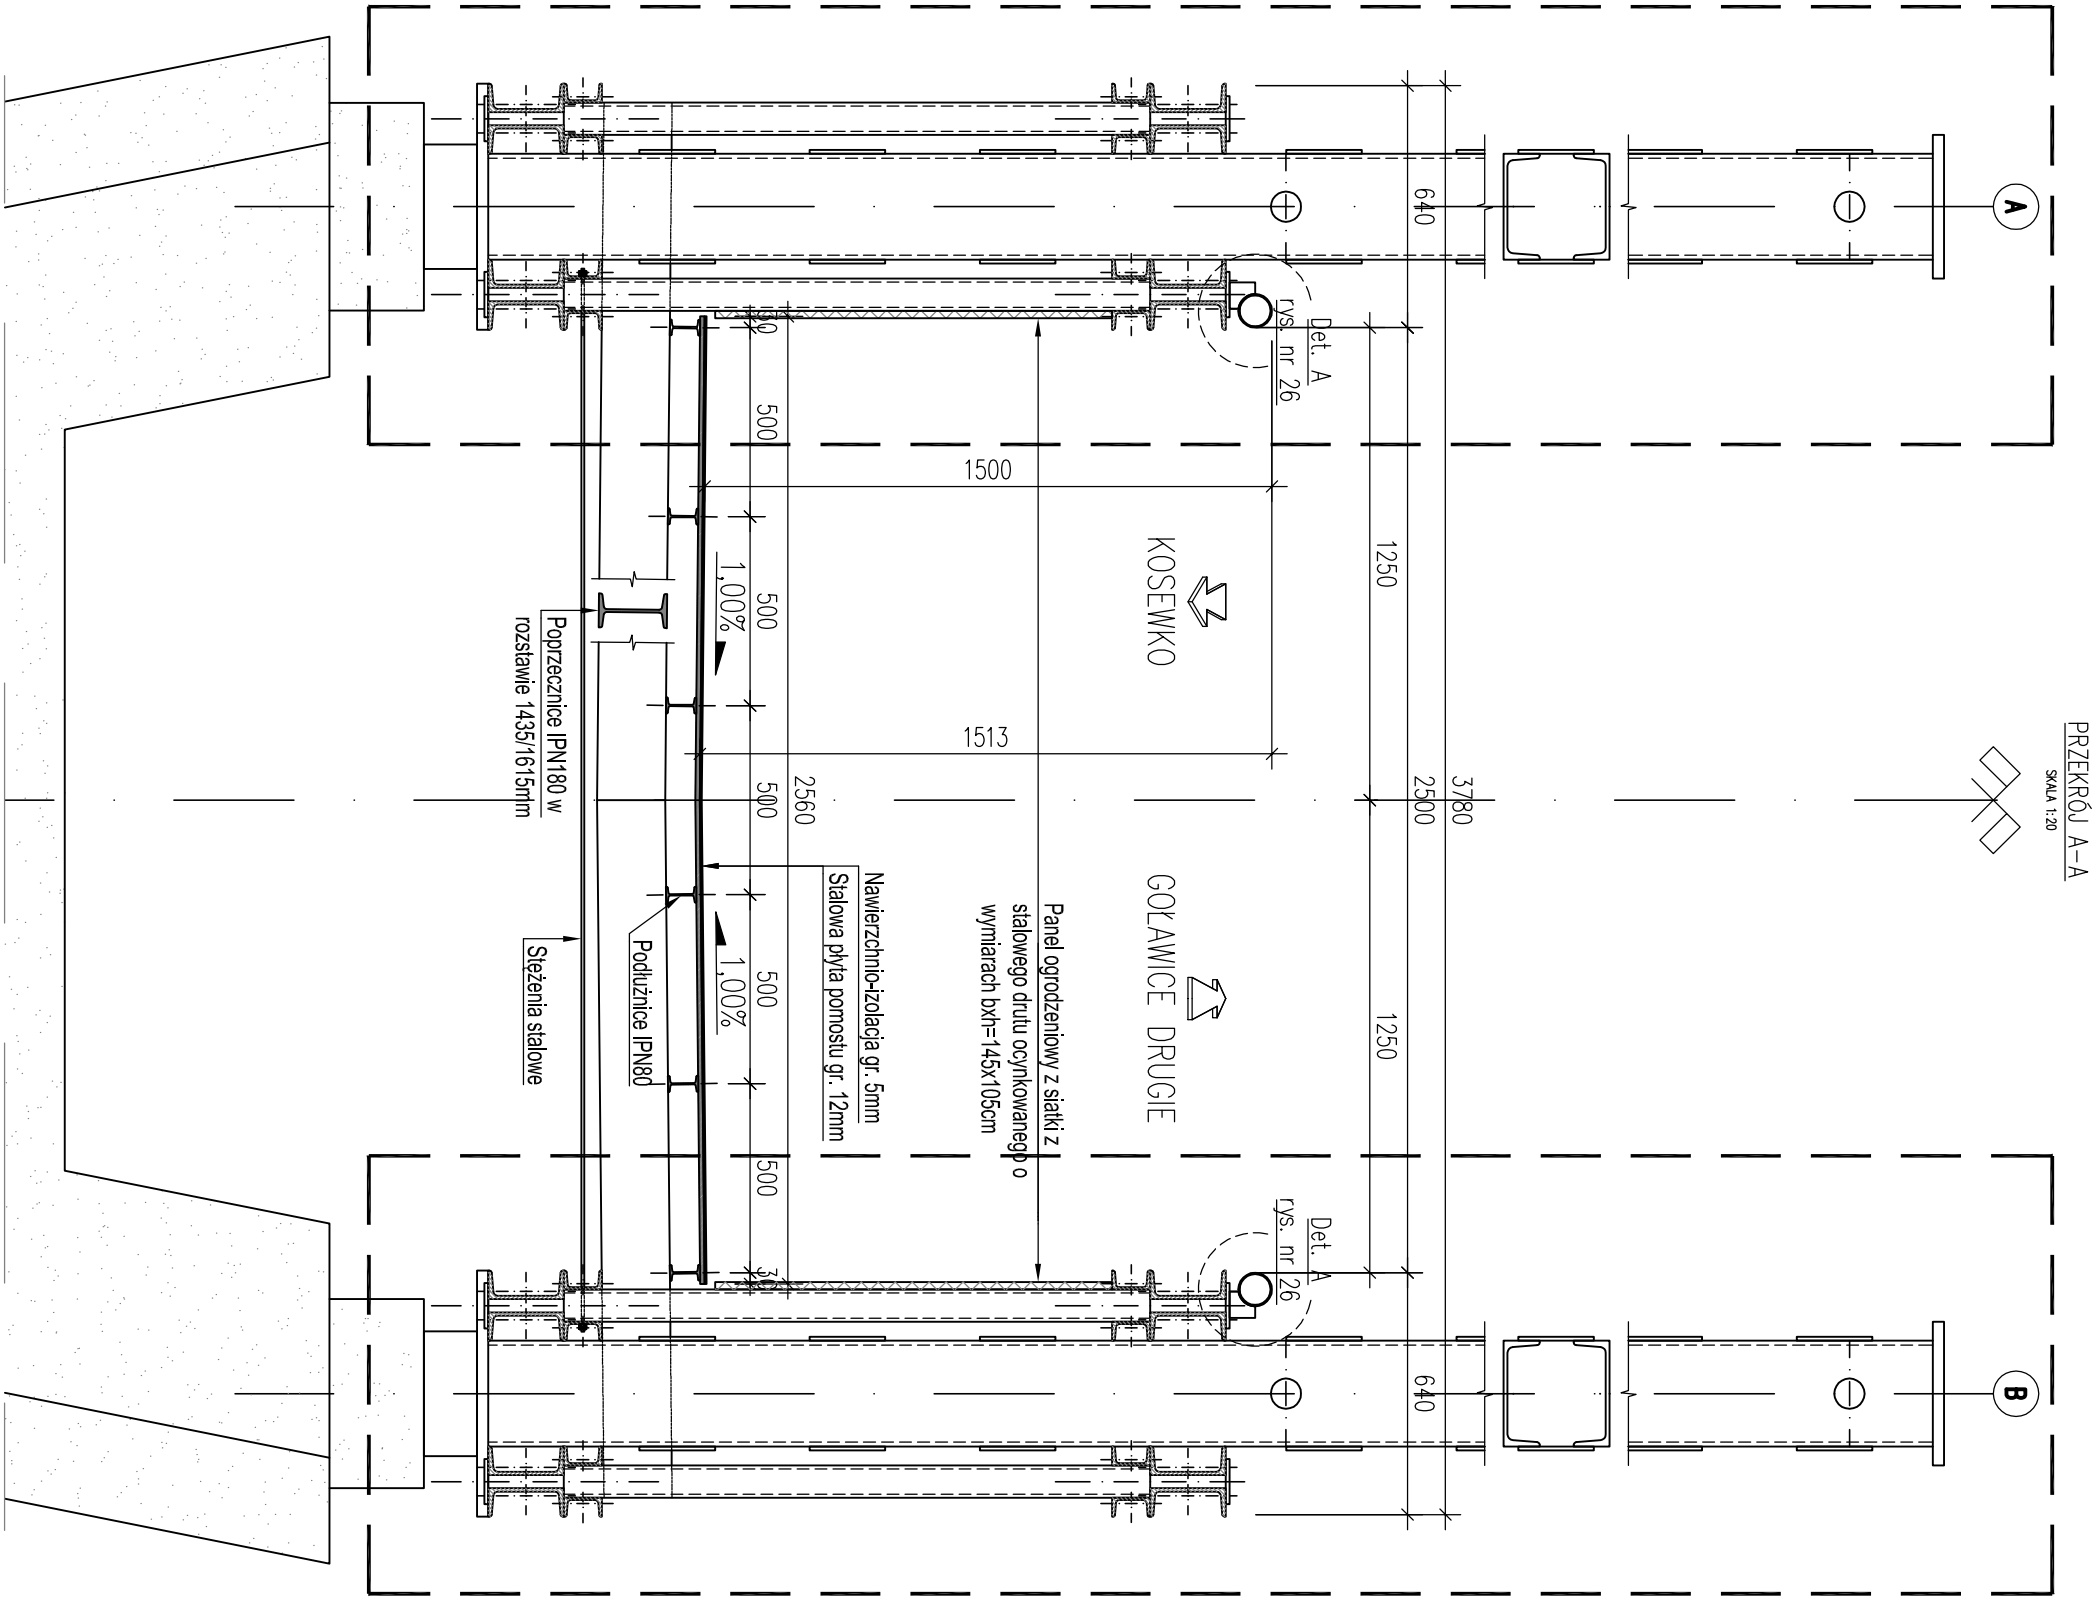 PRZEKRÓJ A-A
SKALA 1:20
A
B
3780
640
2500
640
1250
1250
Det. A
rys. nr 26
Det. A
rys. nr 26
KOSEWKO
GOŁAWICE DRUGIE
1500
1513
Panel ogrodzeniowy z siatki z
stalowego drutu ocynkowanego o
wymiarach bxh=145x105cm
Nawierzchnio-izolacja gr. 5mm
Stalowa płyta pomostu gr. 12mm
2560
30
500
500
500
500
500
30
1,00%
1,00%
Podłużnice IPN80
Poprzecznice IPN180 w
rozstawie 1435/1615mm
Stężenia stalowe